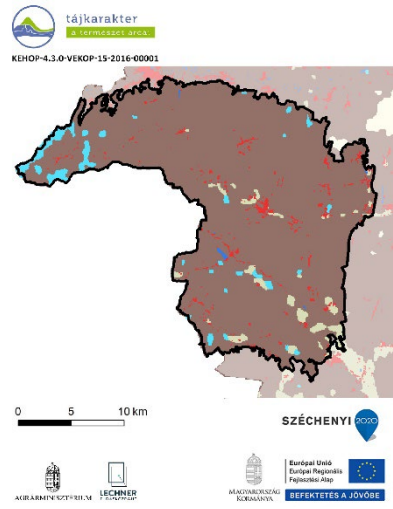 tájkarakter
a természet arca
KEHOP-4.3.0-VEKOP-15-2016-00001
0 5 10 km
SZÉCHENYI 2020
AGRÁRMINISZTÉRIUM
LECHNER
MAGYARORSZÁG
KORMÁNYA
Európai Unió
Európai Regionális
Fejlesztési Alap
BEFEKTETÉS A JÖVŐBE